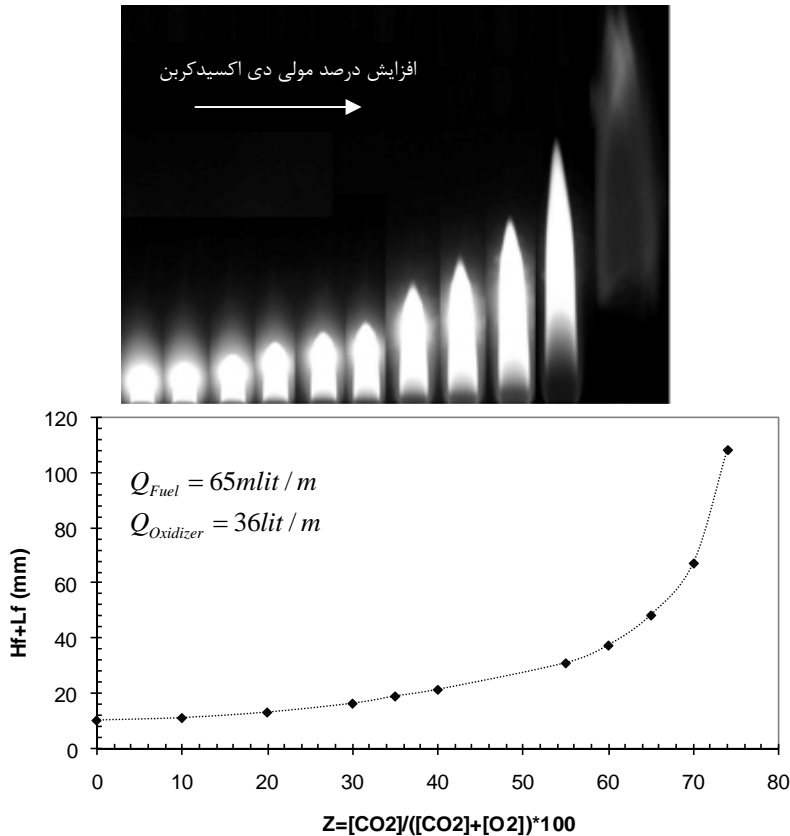 افزایش درصد مولی دی اکسیدکربن
120
100
80
60
40
20
0
Hf+Lf (mm)
Q_Fuel = 65mlit / m
Q_Oxidizer = 36lit / m
0 10 20 30 40 50 60 70 80
Z=[CO2]/([CO2]+[O2])*100